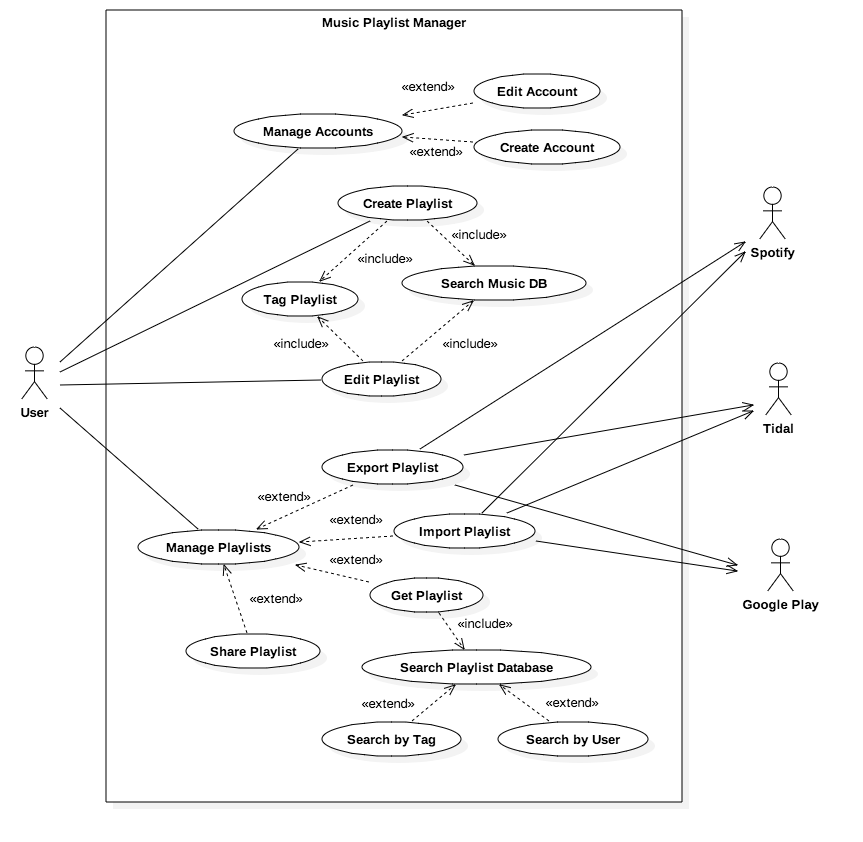 Music Playlist Manager
«extend»
Edit Account
Manage Accounts
Create Account
«extend»
Create Playlist
«include»
Spotify
«include»
Search Music DB
Tag Playlist
«include»
«include»
Edit Playlist
User
Tidal
Export Playlist
«extend»
«extend»
Import Playlist
Manage Playlists
«extend»
Get Playlist
«extend»
Google Play
«include»
Share Playlist
Search Playlist Database
«extend»
«extend»
Search by Tag
Search by User